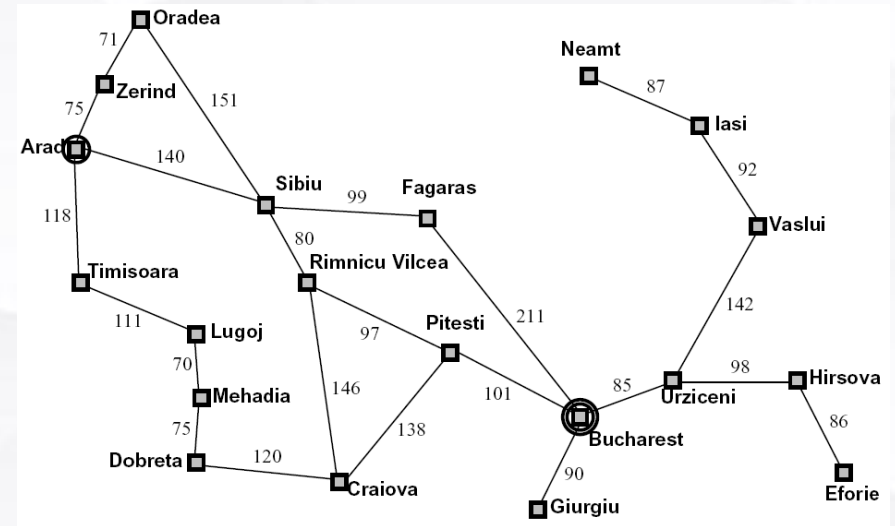 Oradea
71
Neamt
87
Zerind
151
75
Iasi
Arad
140
92
Sibiu
99
Fagaras
118
Vaslui
80
Timisoara
Rimnicu Vilcea
142
111
Lugoj
97
Pitesti
211
70
98
Hirsova
146
101
85
Urziceni
Mehadia
86
75
138
Bucharest
Dobreta
120
90
Craiova
Eforie
Giurgiu